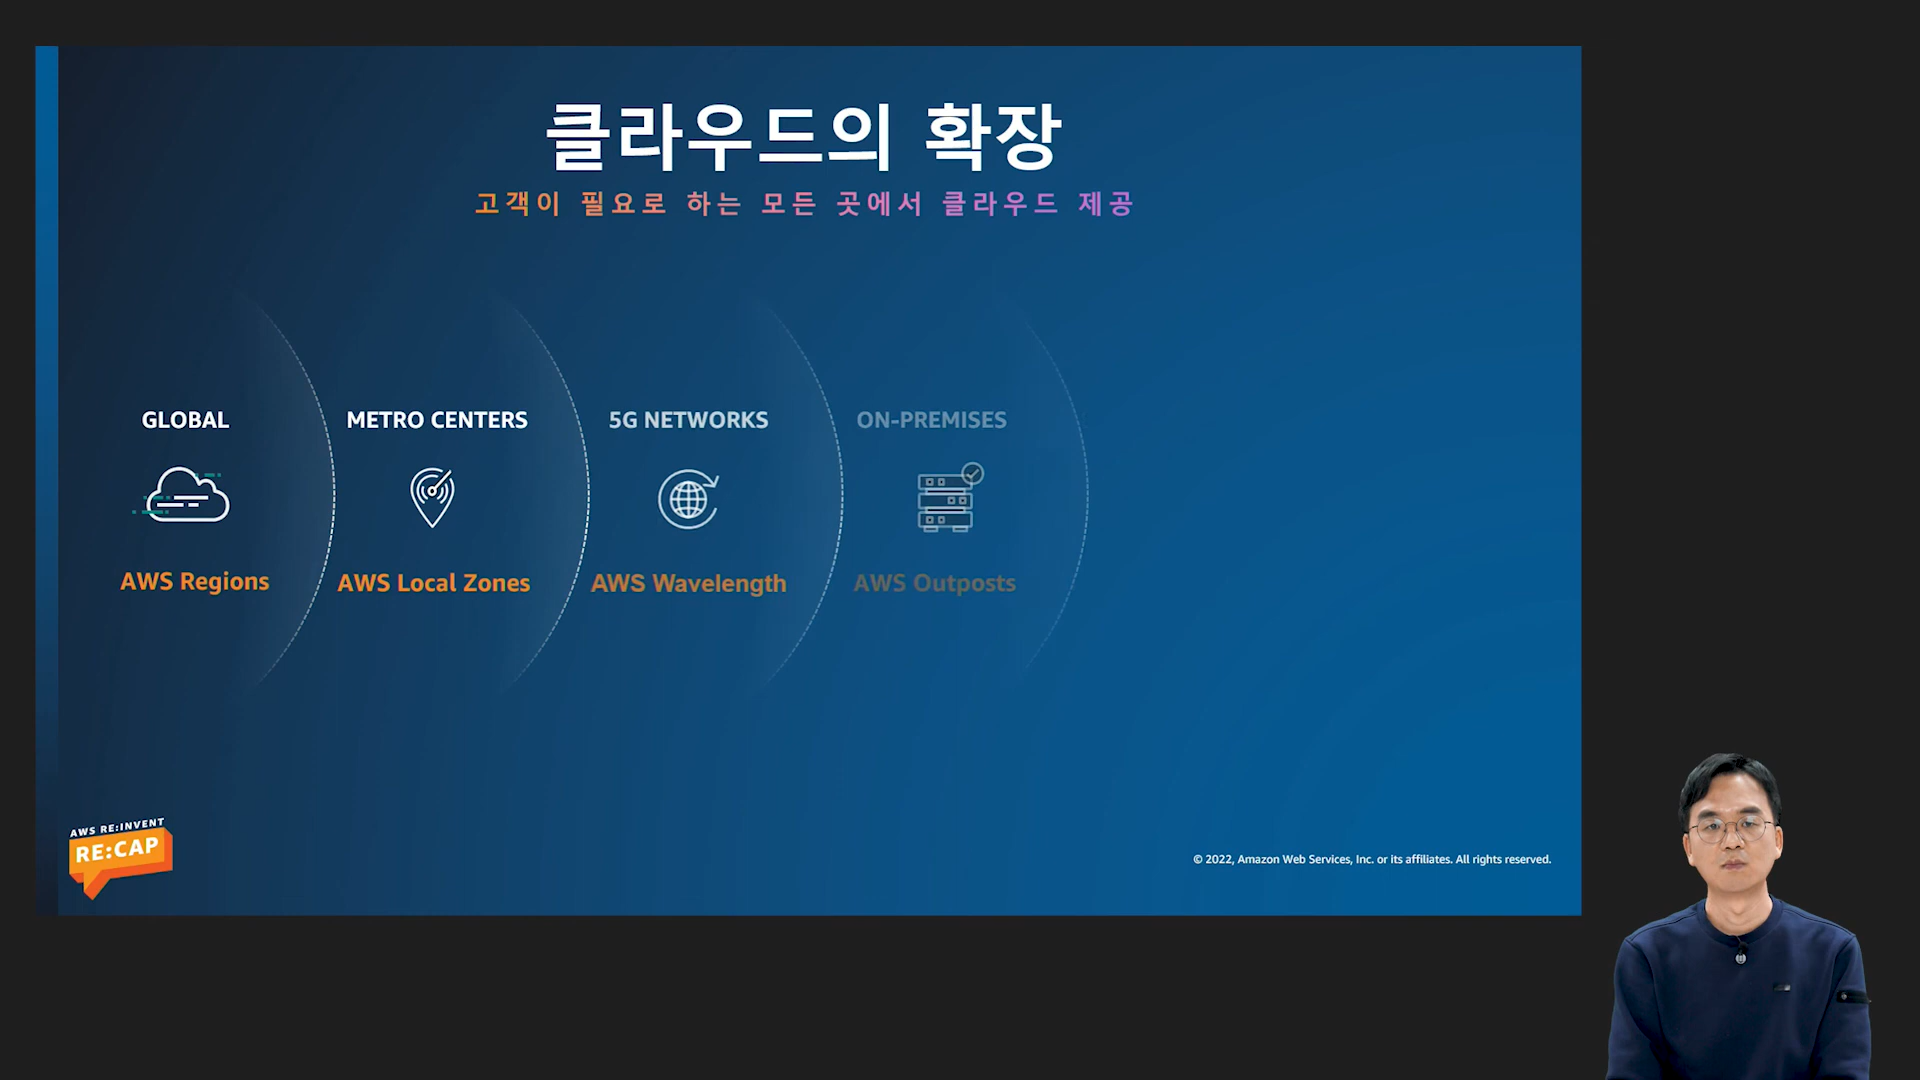 클라우드의 확장
고객이 필요로 하는 모든 곳에서 클라우드 제공
GLOBAL
METRO CENTERS
5G NETWORKS
ON-PREMISES
AWS Regions
AWS Local Zones
AWS Wavelength
AWS Outposts
AWS RE:INVENT
RE:CAP
© 2022, Amazon Web Services, Inc. or its affiliates. All rights reserved.